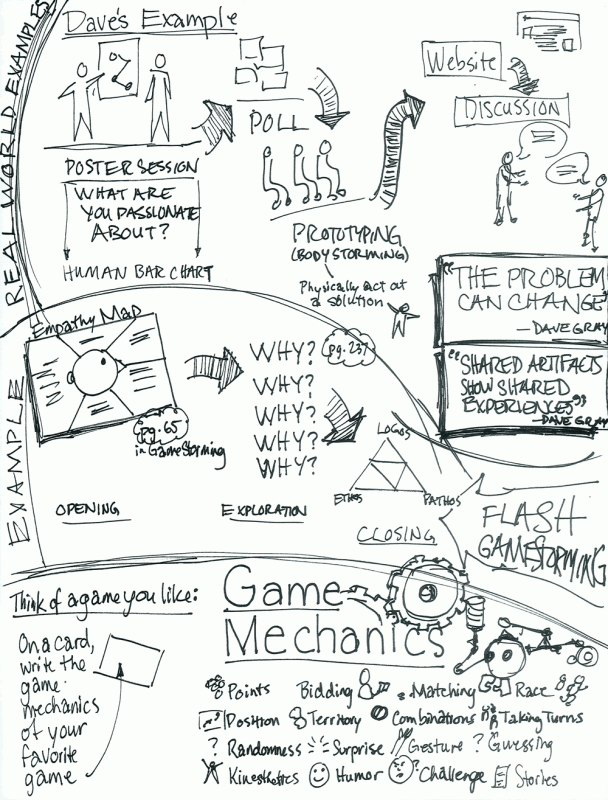 REAL WORLD EXAMPLES
Dave's Example
POSTER SESSION
WHAT ARE
YOU PASSIONATE
ABOUT?
HUMAN BAR CHART
POLL
PROTOTYPING
(BODYSTORMING)
Physically act out
a solution
Website
DISCUSSION
"THE PROBLEM
CAN CHANGE"
—DAVE GRAY
"SHARED ARTIFACTS
SHOW SHARED
EXPERIENCES"
—DAVE GRAY
EXAMPLE
Empathy Map
pg. 65
in GameStorming
OPENING
WHY?
WHY?
WHY?
WHY?
WHY?
pg. 237
EXPLORATION
LOGOS
ETHOS
PATHOS
CLOSING
FLASH
GAMESTORMING
Think of a game you like:
On a card,
write the
game
mechanics
of your
favorite
game
Game
Mechanics
Points Bidding Matching Race
Position Territory Combinations Taking Turns
? Randomness Surprise Gesture ? Guessing
Kinesthetics Humor Challenge Stories